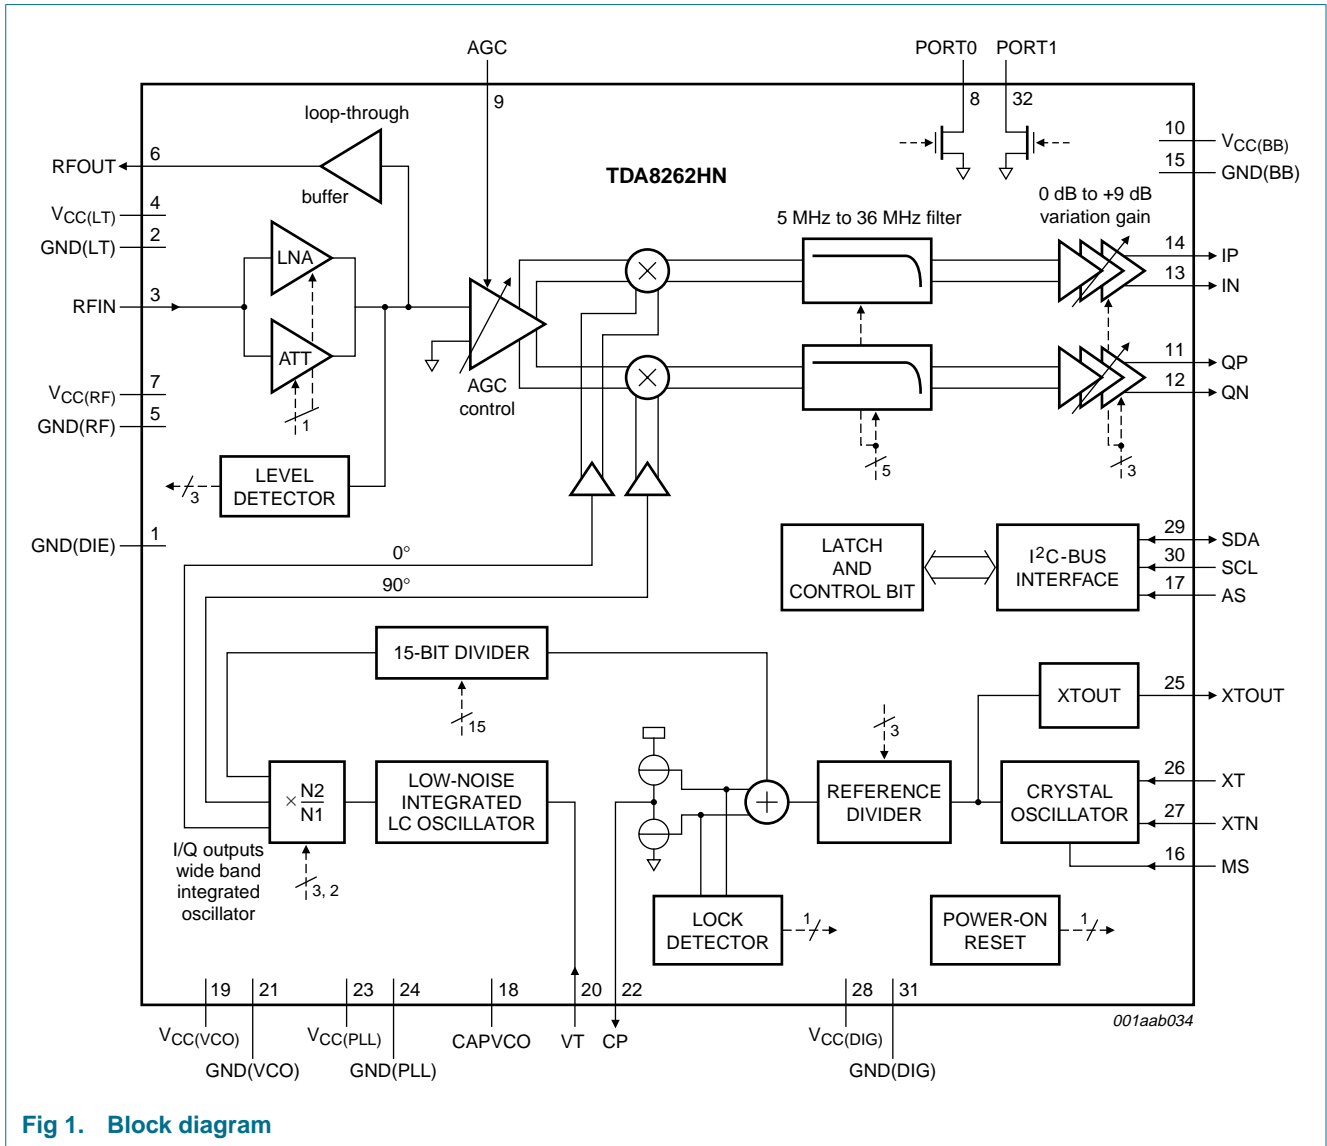 AGC
PORT0
PORT1
9
8
32
loop-through
buffer
TDA8262HN
RFOUT
6
VCC(LT)
4
GND(LT)
2
RFIN
3
LNA
ATT
1
VCC(RF)
7
GND(RF)
5
AGC
control
5 MHz to 36 MHz filter
0 dB to +9 dB
variation gain
10
VCC(BB)
15
GND(BB)
14
IP
13
IN
11
QP
12
QN
5
3
LEVEL
DETECTOR
3
GND(DIE)
1
0°
90°
LATCH
AND
CONTROL BIT
I2C-BUS
INTERFACE
29
SDA
30
SCL
17
AS
15-BIT DIVIDER
15
XTOUT
25
XTOUT
3
× N2
N1
LOW-NOISE
INTEGRATED
LC OSCILLATOR
+
REFERENCE
DIVIDER
CRYSTAL
OSCILLATOR
26
XT
27
XTN
16
MS
I/Q outputs
wide band
integrated
oscillator
3, 2
LOCK
DETECTOR
1
POWER-ON
RESET
1
19
21
23
24
18
20
22
28
31
VCC(VCO)
GND(VCO)
VCC(PLL)
GND(PLL)
CAPVCO
VT
CP
VCC(DIG)
GND(DIG)
001aab034
Fig 1. Block diagram